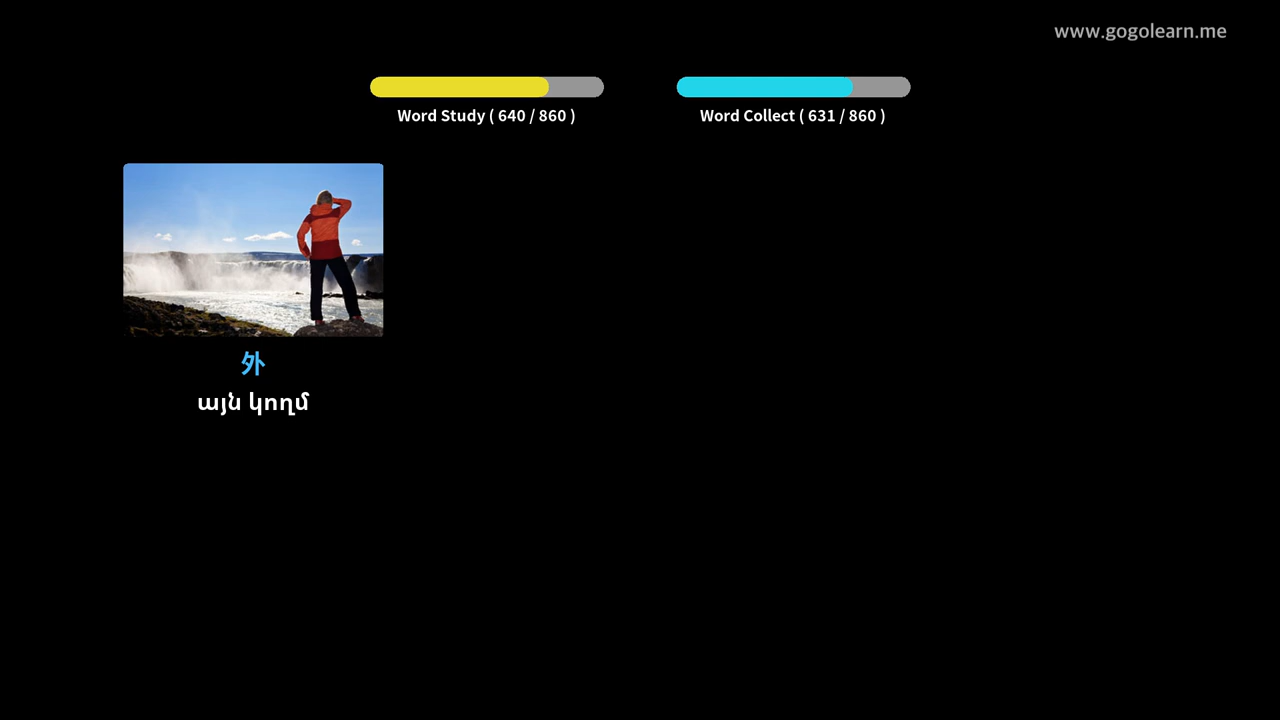 www.gogolearn.me
Word Study ( 640 / 860 )
Word Collect ( 631 / 860 )
外
այն կողմ